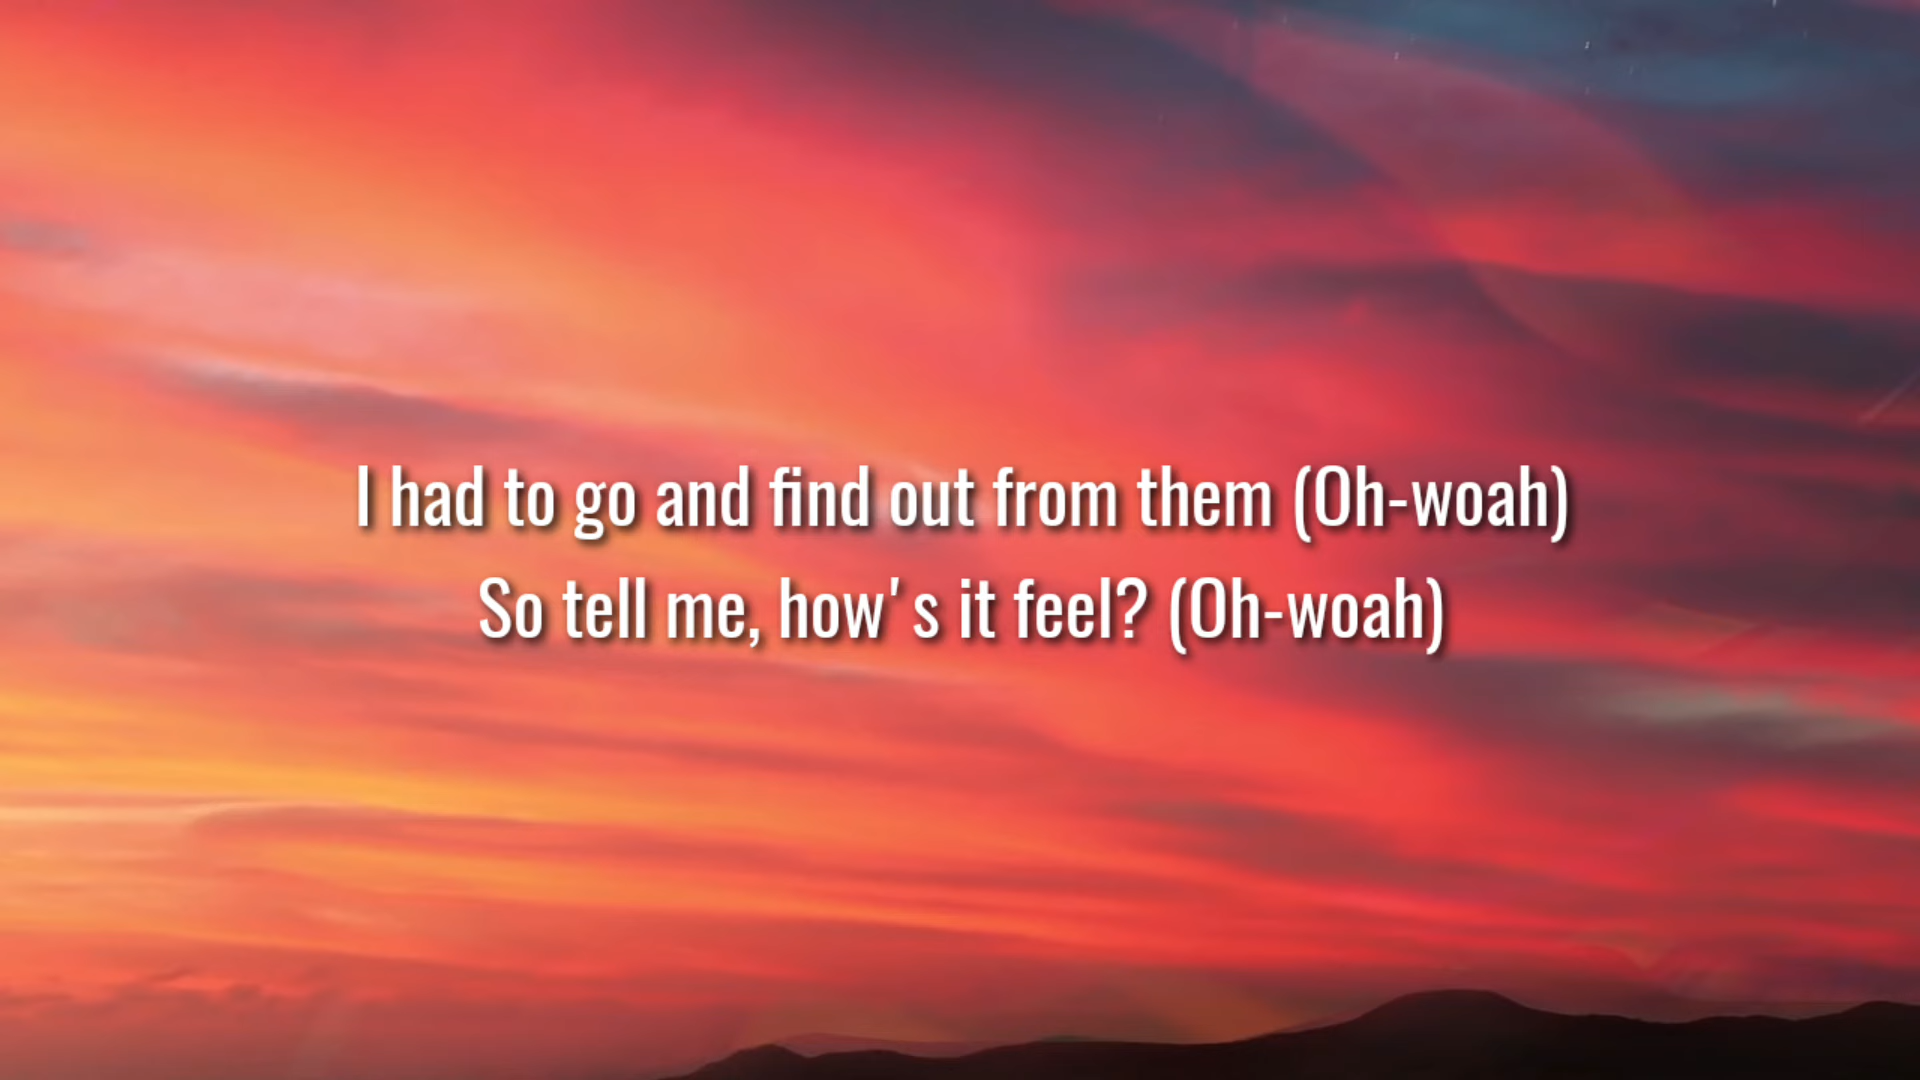 I had to go and find out from them (Oh-woah)
So tell me, how's it feel? (Oh-woah)